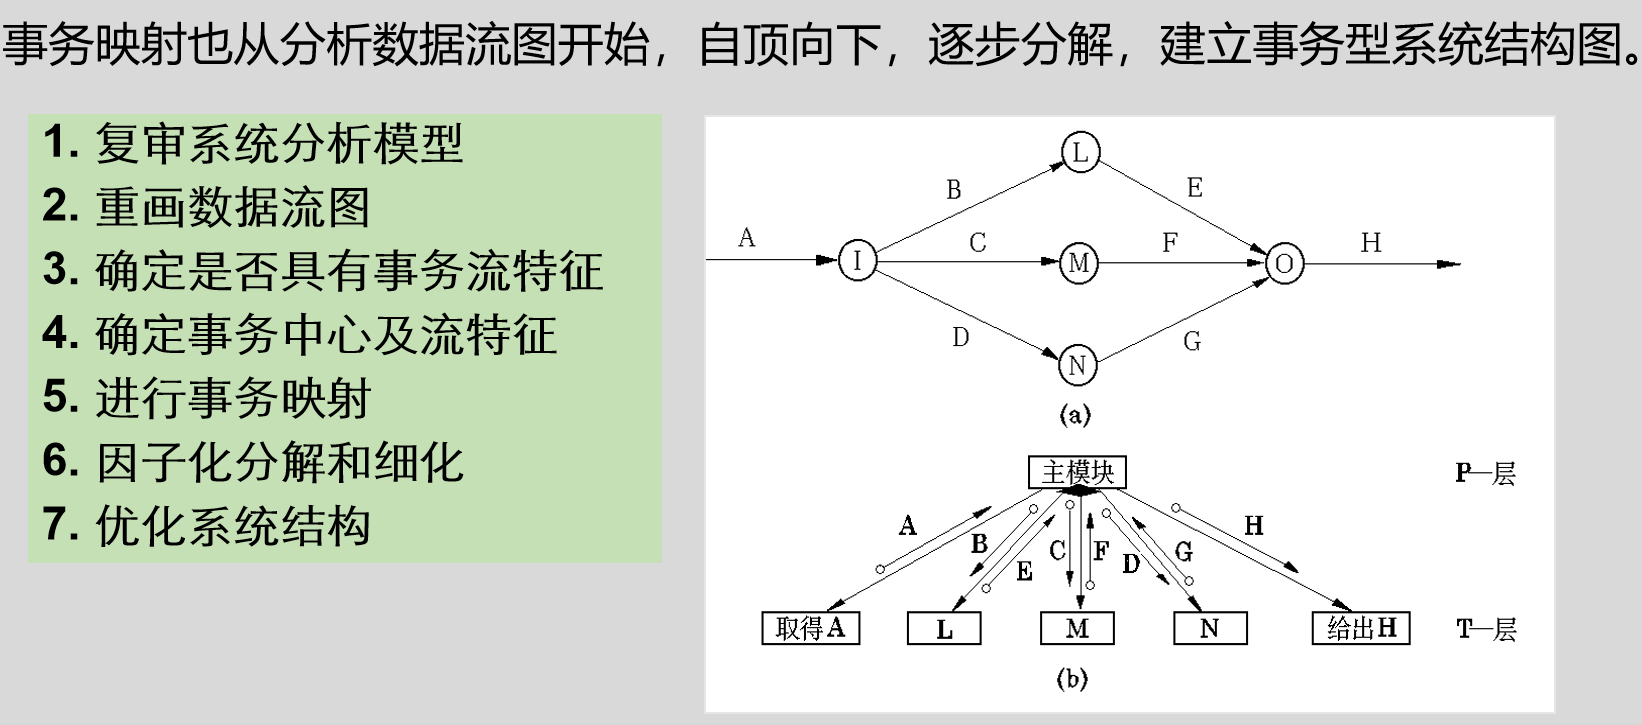 事务映射也从分析数据流图开始，自顶向下，逐步分解，建立事务型系统结构图。
1. 复审系统分析模型
2. 重画数据流图
3. 确定是否具有事务流特征
4. 确定事务中心及流特征
5. 进行事务映射
6. 因子化分解和细化
7. 优化系统结构
L
B
E
A
C
F
H
I
M
O
D
G
N
(a)
主模块
P—层
A
B
E
C
F
D
G
H
取得A
L
M
N
给出H
T—层
(b)